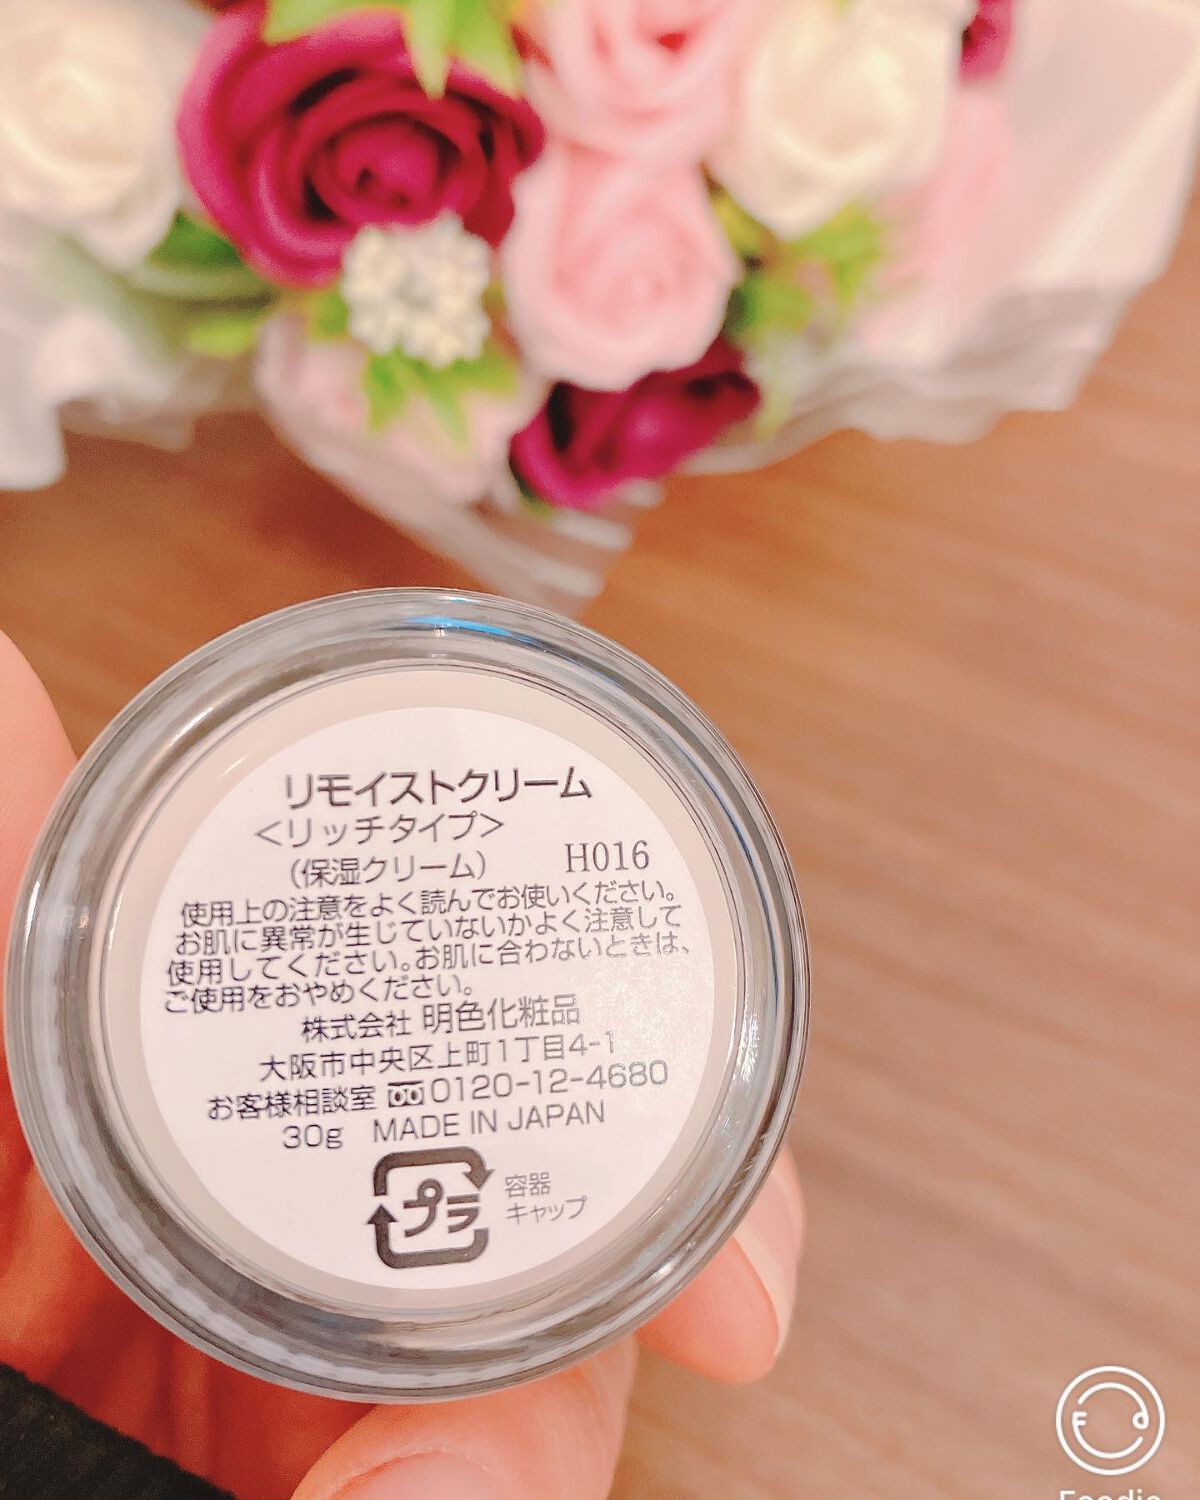 リモイストクリーム
<リッチタイプ>
(保湿クリーム) H016
使用上の注意をよく読んでお使いください。
お肌に異常が生じていないかよく注意して
使用してください。お肌に合わないときは、
ご使用をおやめください。
株式会社 明色化粧品
大阪市中央区上町1丁目4-1
お客様相談室 0120-12-4680
30g MADE IN JAPAN
プラ
容器
キャップ
Foodie